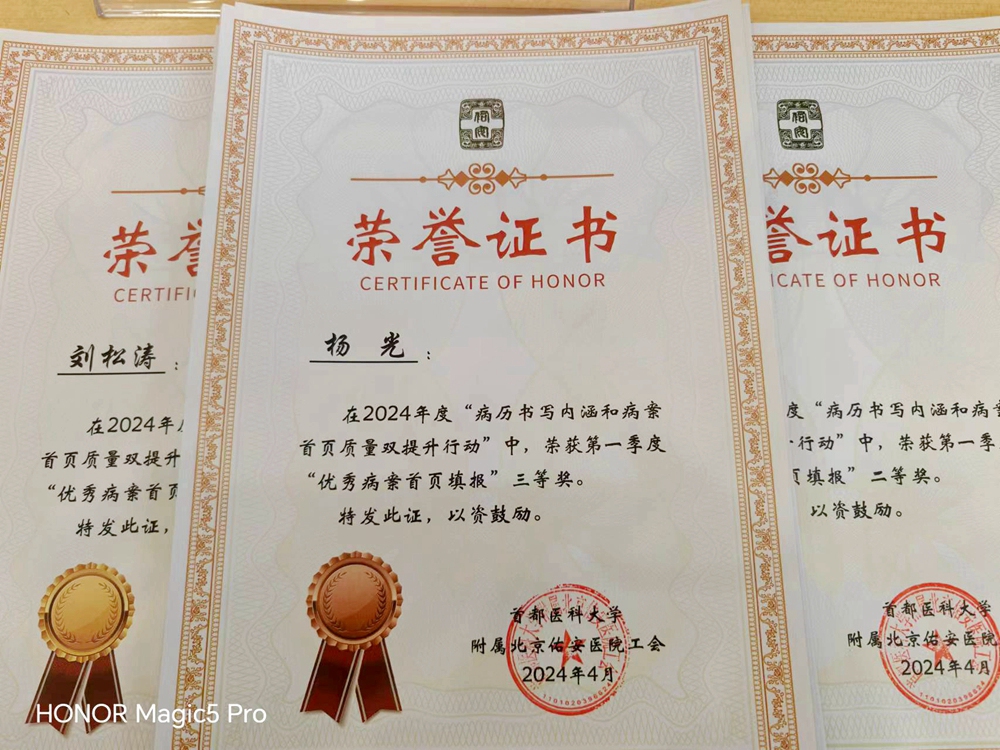 荣
CERTIFI
刘松涛：
在2024年
首页质量双提升
“优秀病案首页
特发此证，
佑安
荣誉证书
CERTIFICATE OF HONOR
杨 光：
在2024年度“病历书写内涵和病案
首页质量双提升行动”中，荣获第一季度
“优秀病案首页填报”三等奖。
特发此证，以资鼓励。
首都医科大学
附属北京佑安医院工会
2024年4月
佑安
誉证书
ICATE OF HONOR
度“病历书写内涵和病案
行动”中，荣获第一季
页填报”二等奖。
以资鼓励。
首都医科大学
附属北京佑安医院
2024年4月
HONOR Magic5 Pro